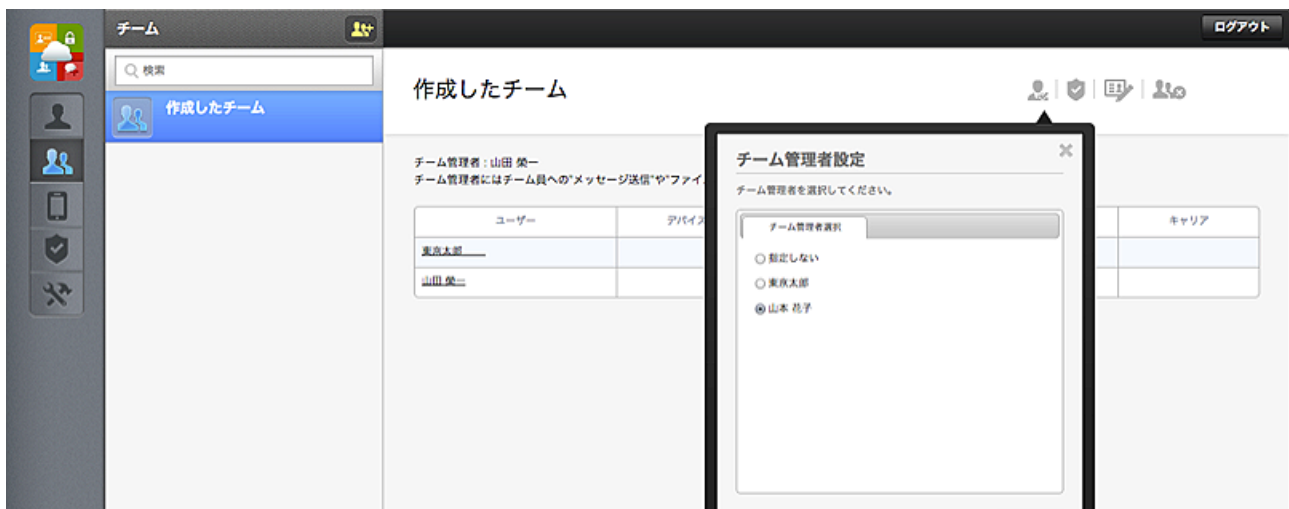 チーム
ログアウト
検索
作成したチーム
作成したチーム
チーム管理者 : 山田 榮一
チーム管理者にはチーム員への"メッセージ送信"や"ファイ
ユーザー
デバイス
キャリア
東京太郎
山田 榮一
チーム管理者設定
チーム管理者を選択してください。
チーム管理者選択
指定しない
東京太郎
山本 花子